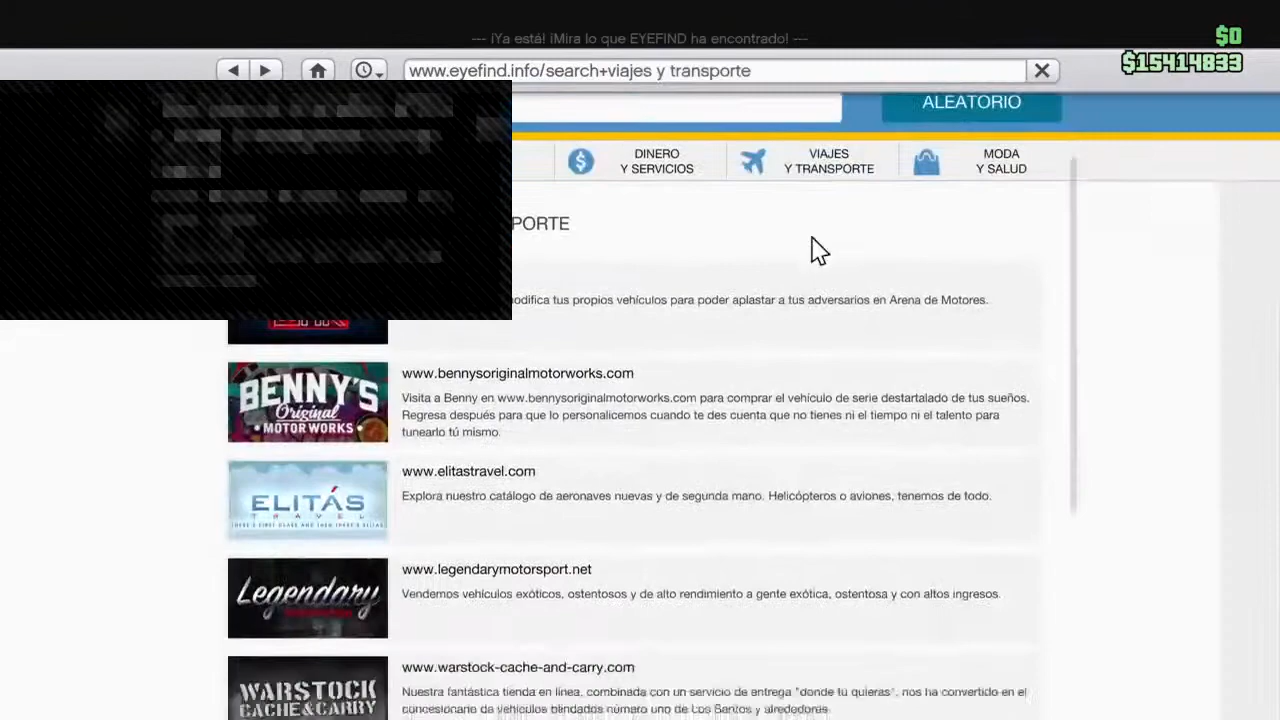 --- ¡Ya está! ¡Mira lo que EYEFIND ha encontrado! ---
$0
$15414833
www.eyefind.info/search+viajes y transporte
ALEATORIO
DINERO
Y SERVICIOS
VIAJES
Y TRANSPORTE
MODA
Y SALUD
PORTE
odifica tus propios vehículos para poder aplastar a tus adversarios en Arena de Motores.
BENNY'S
Original
MOTOR WORKS
www.bennysoriginalmotorworks.com
Visita a Benny en www.bennysoriginalmotorworks.com para comprar el vehículo de serie destartalado de tus sueños.
Regresa después para que lo personalicemos cuando te des cuenta que no tienes ni el tiempo ni el talento para
tunearlo tú mismo.
ELITÁS
TRAVEL
THERE'S FIRST CLASS AND THEN THERE'S ELITAS
www.elitastravel.com
Explora nuestro catálogo de aeronaves nuevas y de segunda mano. Helicópteros o aviones, tenemos de todo.
Legendary
www.legendarymotorsport.net
Vendemos vehículos exóticos, ostentosos y de alto rendimiento a gente exótica, ostentosa y con altos ingresos.
WARSTOCK
CACHE & CARRY
www.warstock-cache-and-carry.com
Nuestra fantástica tienda en línea, combinada con un servicio de entrega "donde tú quieras", nos ha convertido en el
concesionario de vehículos blindados número uno de Los Santos y alrededores.